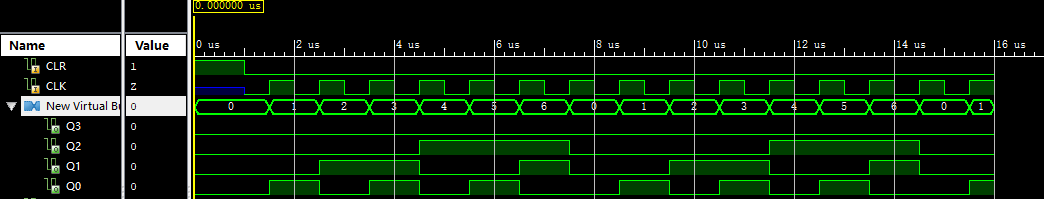 0.000000 us
Name Value 0 us 2 us 4 us 6 us 8 us 10 us 12 us 14 us 16 us
CLR 1
CLK Z
New Virtual Bu 0 0 1 2 3 4 5 6 0 1 2 3 4 5 6 0 1
Q3 0
Q2 0
Q1 0
Q0 0